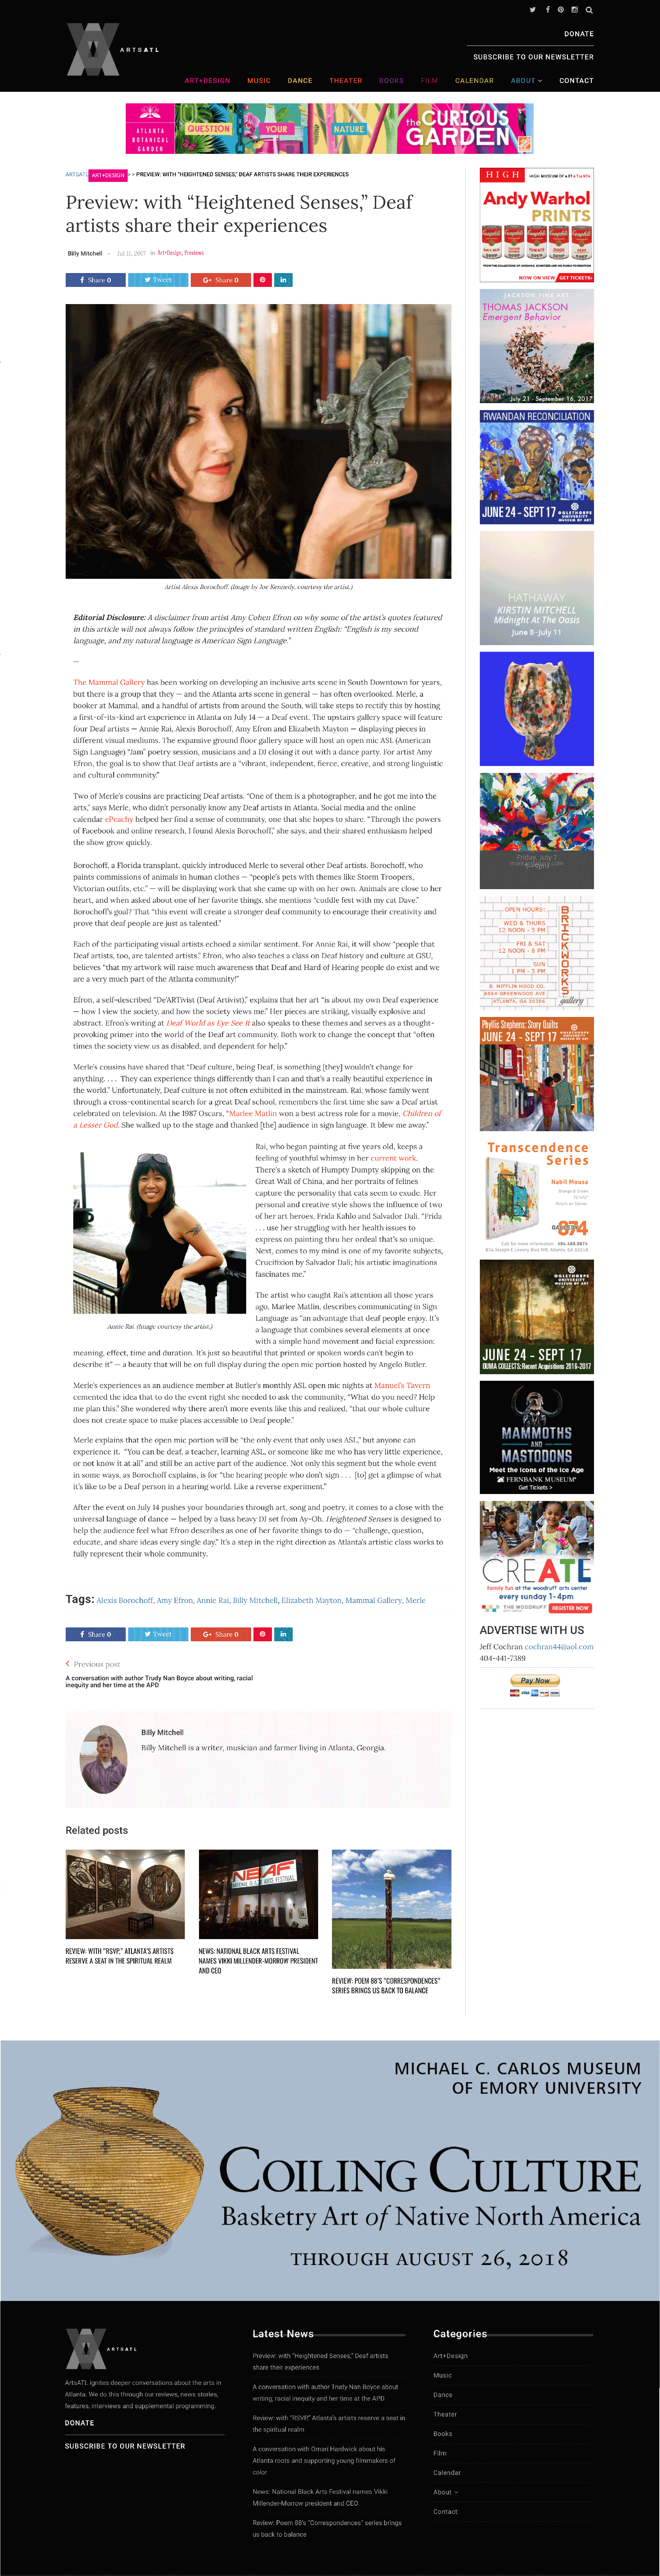 DONATE
SUBSCRIBE TO OUR NEWSLETTER
ARTSATL
ART+DESIGN MUSIC DANCE THEATER BOOKS FILM CALENDAR ABOUT CONTACT
ATLANTA
BOTANICAL
GARDEN
QUESTION YOUR NATURE
the CURIOUS
GARDEN
ARTSATL ART+DESIGN > > PREVIEW: WITH “HEIGHTENED SENSES,” DEAF ARTISTS SHARE THEIR EXPERIENCES
Preview: with “Heightened Senses,” Deaf
artists share their experiences
Billy Mitchell – Jul 11, 2017 in Art+Design, Previews
Share 0 Tweet Share 0
Artist Alexis Borochoff. (Image by Joe Kennedy, courtesy the artist.)
Editorial Disclosure: A disclaimer from artist Amy Cohen Efron on why some of the artist’s quotes featured
in this article will not always follow the principles of standard written English: “English is my second
language, and my natural language is American Sign Language.”
—
The Mammal Gallery has been working on developing an inclusive arts scene in South Downtown for years,
but there is a group that they — and the Atlanta arts scene in general — has often overlooked. Merle, a
booker at Mammal, and a handful of artists from around the South, will take steps to rectify this by hosting
a first-of-its-kind art experience in Atlanta on July 14 — a Deaf event. The upstairs gallery space will feature
four Deaf artists — Annie Rai, Alexis Borochoff, Amy Efron and Elizabeth Mayton — displaying pieces in
different visual mediums. The expansive ground floor gallery space will host an open mic ASL (American
Sign Language) “Jam” poetry session, musicians and a DJ closing it out with a dance party. For artist Amy
Efron, the goal is to show that Deaf artists are a “vibrant, independent, fierce, creative, and strong linguistic
and cultural community.”
Two of Merle’s cousins are practicing Deaf artists. “One of them is a photographer, and he got me into the
arts,” says Merle, who didn’t personally know any Deaf artists in Atlanta. Social media and the online
calendar ePeachy helped her find a sense of community, one that she hopes to share. “Through the powers
of Facebook and online research, I found Alexis Borochoff,” she says, and their shared enthusiasm helped
the show grow quickly.
Borochoff, a Florida transplant, quickly introduced Merle to several other Deaf artists. Borochoff, who
paints commissions of animals in human clothes — “people’s pets with themes like Storm Troopers,
Victorian outfits, etc.” — will be displaying work that she came up with on her own. Animals are close to her
heart, and when asked about one of her favorite things, she mentions “cuddle fest with my cat Dave.”
Borochoff’s goal? That “this event will create a stronger deaf community to encourage their creativity and
prove that deaf people are just as talented.”
Each of the participating visual artists echoed a similar sentiment. For Annie Rai, it will show “people that
Deaf artists, too, are talented artists.” Efron, who also teaches a class on Deaf history and culture at GSU,
believes “that my artwork will raise much awareness that Deaf and Hard of Hearing people do exist and we
are a very much part of the Atlanta community!”
Efron, a self-described “De’ARTivist (Deaf Artivist),” explains that her art “is about my own Deaf experience
— how I view the society, and how the society views me.” Her pieces are striking, visually explosive and
abstract. Efron’s writing at Deaf World as Eye See It also speaks to these themes and serves as a thought-
provoking primer into the world of the Deaf art community. Both work to change the concept that “often
times the society view us as disabled, and dependent for help.”
Merle’s cousins have shared that “Deaf culture, being Deaf, is something [they] wouldn’t change for
anything. . . . They can experience things differently than I can and that’s a really beautiful experience in
the world.” Unfortunately, Deaf culture is not often exhibited in the mainstream. Rai, whose family went
through a cross-continental search for a great Deaf school, remembers the first time she saw a Deaf artist
celebrated on television. At the 1987 Oscars, “Marlee Matlin won a best actress role for a movie, Children of
a Lesser God. She walked up to the stage and thanked [the] audience in sign language. It blew me away.”
Rai, who began painting at five years old, keeps a
feeling of youthful whimsy in her current work.
There’s a sketch of Humpty Dumpty skipping on the
Great Wall of China, and her portraits of felines
capture the personality that cats seem to exude. Her
personal and creative style shows the influence of two
of her art heroes, Frida Kahlo and Salvador Dali. “Frida
. . . use her struggling with her health issues to
express on painting thru her ordeal that’s so unique.
Next, comes to my mind is one of my favorite subjects,
Crucifixion by Salvador Dali; his artistic imaginations
fascinates me.”
Annie Rai. (Image courtesy the artist.)
The artist who caught Rai’s attention all those years
ago, Marlee Matlin, describes communicating in Sign
Language as “an advantage that deaf people enjoy. It’s
a language that combines several elements at once
with a simple hand movement and facial expression:
meaning, effect, time and duration. It’s just so beautiful that printed or spoken words can’t begin to
describe it” — a beauty that will be on full display during the open mic portion hosted by Angelo Butler.
Merle’s experiences as an audience member at Butler’s monthly ASL open mic nights at Manuel’s Tavern
cemented the idea that to do the event right she needed to ask the community, “What do you need? Help
me plan this.” She wondered why there aren’t more events like this and realized, “that our whole culture
does not create space to make places accessible to Deaf people.”
Merle explains that the open mic portion will be “the only event that only uses ASL,” but anyone can
experience it. “You can be deaf, a teacher, learning ASL, or someone like me who has very little experience,
or not know it at all” and still be an active part of the audience. Not only this segment but the whole event
in some ways, as Borochoff explains, is for “the hearing people who don’t sign . . . [to] get a glimpse of what
it’s like to be a Deaf person in a hearing world. Like a reverse experiment.”
After the event on July 14 pushes your boundaries through art, song and poetry, it comes to a close with the
universal language of dance — helped by a bass heavy DJ set from Ay-Oh. Heightened Senses is designed to
help the audience feel what Efron describes as one of her favorite things to do — “challenge, question,
educate, and share ideas every single day.” It’s a step in the right direction as Atlanta’s artistic class works to
fully represent their whole community.
Tags: Alexis Borochoff, Amy Efron, Annie Rai, Billy Mitchell, Elizabeth Mayton, Mammal Gallery, Merle
Share 0 Tweet Share 0
Previous post
A conversation with author Trudy Nan Boyce about writing, racial
inequity and her time at the APD
Billy Mitchell
Billy Mitchell is a writer, musician and farmer living in Atlanta, Georgia.
Related posts
NBAF
REVIEW: WITH “RSVP,” ATLANTA’S ARTISTS
RESERVE A SEAT IN THE SPIRITUAL REALM
NEWS: NATIONAL BLACK ARTS FESTIVAL
NAMES VIKKI MILLENDER-MORROW PRESIDENT
AND CEO
REVIEW: POEM 88’S “CORRESPONDENCES”
SERIES BRINGS US BACK TO BALANCE
HIGH HIGH MUSEUM OF ART ATLANTA
Andy Warhol
PRINTS
NOW ON VIEW GET TICKETS>
JACKSON FINE ART
THOMAS JACKSON
Emergent Behavior
July 21 - September 16, 2017
RWANDAN RECONCILIATION
JUNE 24 - SEPT 17 OGLETHORPE
UNIVERSITY
MUSEUM OF ART
HATHAWAY
KIRSTIN MITCHELL
Midnight At The Oasis
June 8–July 11
Friday, July 7
OPEN HOURS:
WED & THURS
12 NOON - 5 PM
FRI & SAT
12 NOON - 6 PM
SUN
1 PM - 5 PM
B. MIFFLIN HOOD CO.
ATLANTA, GA
BRICKWORKS
gallery
Phyllis Stephens: Story Quilts
JUNE 24 - SEPT 17
OGLETHORPE
UNIVERSITY
MUSEUM OF ART
Transcendence
Series
Nabil Mousa
GALLERY 874
Call for more information 404.485.5874
OGLETHORPE
UNIVERSITY
MUSEUM OF ART
JUNE 24 - SEPT 17
OUMA COLLECTS: Recent Acquisitions 2016-2017
MAMMOTHS
AND
MASTODONS
Meet the Icons of the Ice Age
FERNBANK MUSEUM
Get Tickets >
CREATL
family fun at the woodruff arts center
every sunday 1-4pm
THE WOODRUFF REGISTER NOW
ADVERTISE WITH US
Jeff Cochran cochran44@aol.com
404-441-7389
Pay Now
MICHAEL C. CARLOS MUSEUM
OF EMORY UNIVERSITY
COILING CULTURE
Basketry Art of Native North America
THROUGH AUGUST 26, 2018
ARTSATL
ArtsATL ignites deeper conversations about the arts in
Atlanta. We do this through our reviews, news stories,
features, interviews and supplemental programming.
DONATE
SUBSCRIBE TO OUR NEWSLETTER
Latest News
Preview: with “Heightened Senses,” Deaf artists
share their experiences
A conversation with author Trudy Nan Boyce about
writing, racial inequity and her time at the APD
Review: with “RSVP,” Atlanta’s artists reserve a seat in
the spiritual realm
A conversation with Omari Hardwick about his
Atlanta roots and supporting young filmmakers of
color
News: National Black Arts Festival names Vikki
Millender-Morrow president and CEO
Review: Poem 88’s “Correspondences” series brings
us back to balance
Categories
Art+Design
Music
Dance
Theater
Books
Film
Calendar
About
Contact